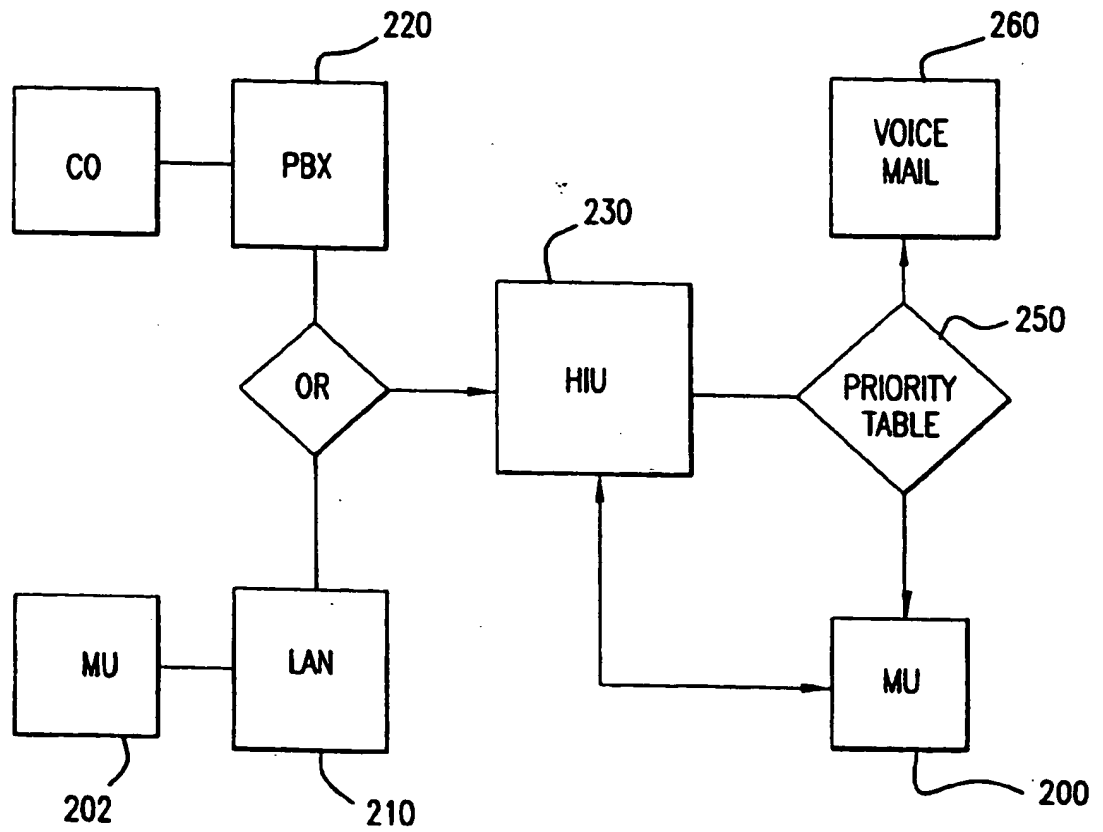 220
260
CO
PBX
VOICE
MAIL
230
250
OR
HIU
PRIORITY
TABLE
MU
LAN
MU
202
210
200